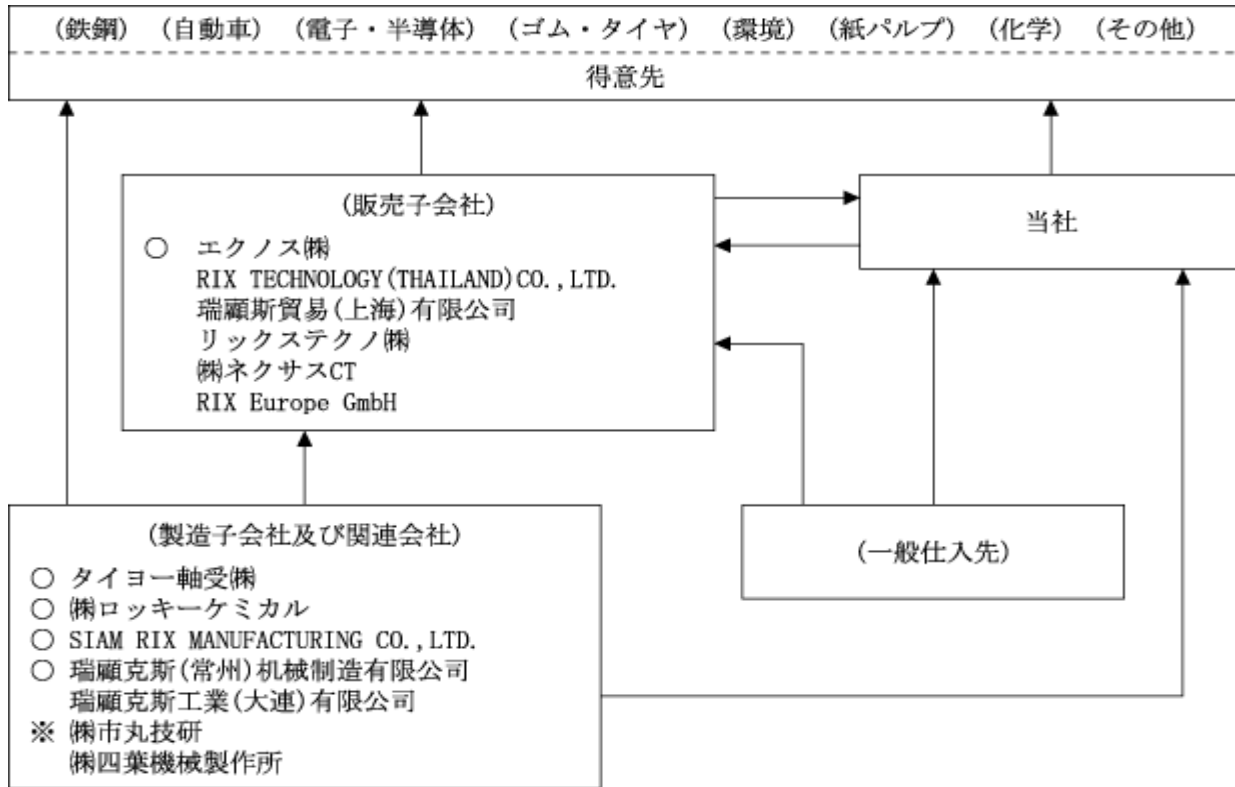 (鉄鋼) (自動車) (電子・半導体) (ゴム・タイヤ) (環境) (紙パルプ) (化学) (その他)
得意先
(販売子会社)
○ エクノス㈱
RIX TECHNOLOGY(THAILAND)CO.,LTD.
瑞顧斯貿易(上海)有限公司
リックステクノ㈱
㈱ネクサスCT
RIX Europe GmbH
当社
(製造子会社及び関連会社)
○ タイヨー軸受㈱
○ ㈱ロッキーケミカル
○ SIAM RIX MANUFACTURING CO.,LTD.
○ 瑞顧克斯(常州)机械制造有限公司
瑞顧克斯工業(大連)有限公司
※ ㈱市丸技研
㈱四葉機械製作所
(一般仕入先)